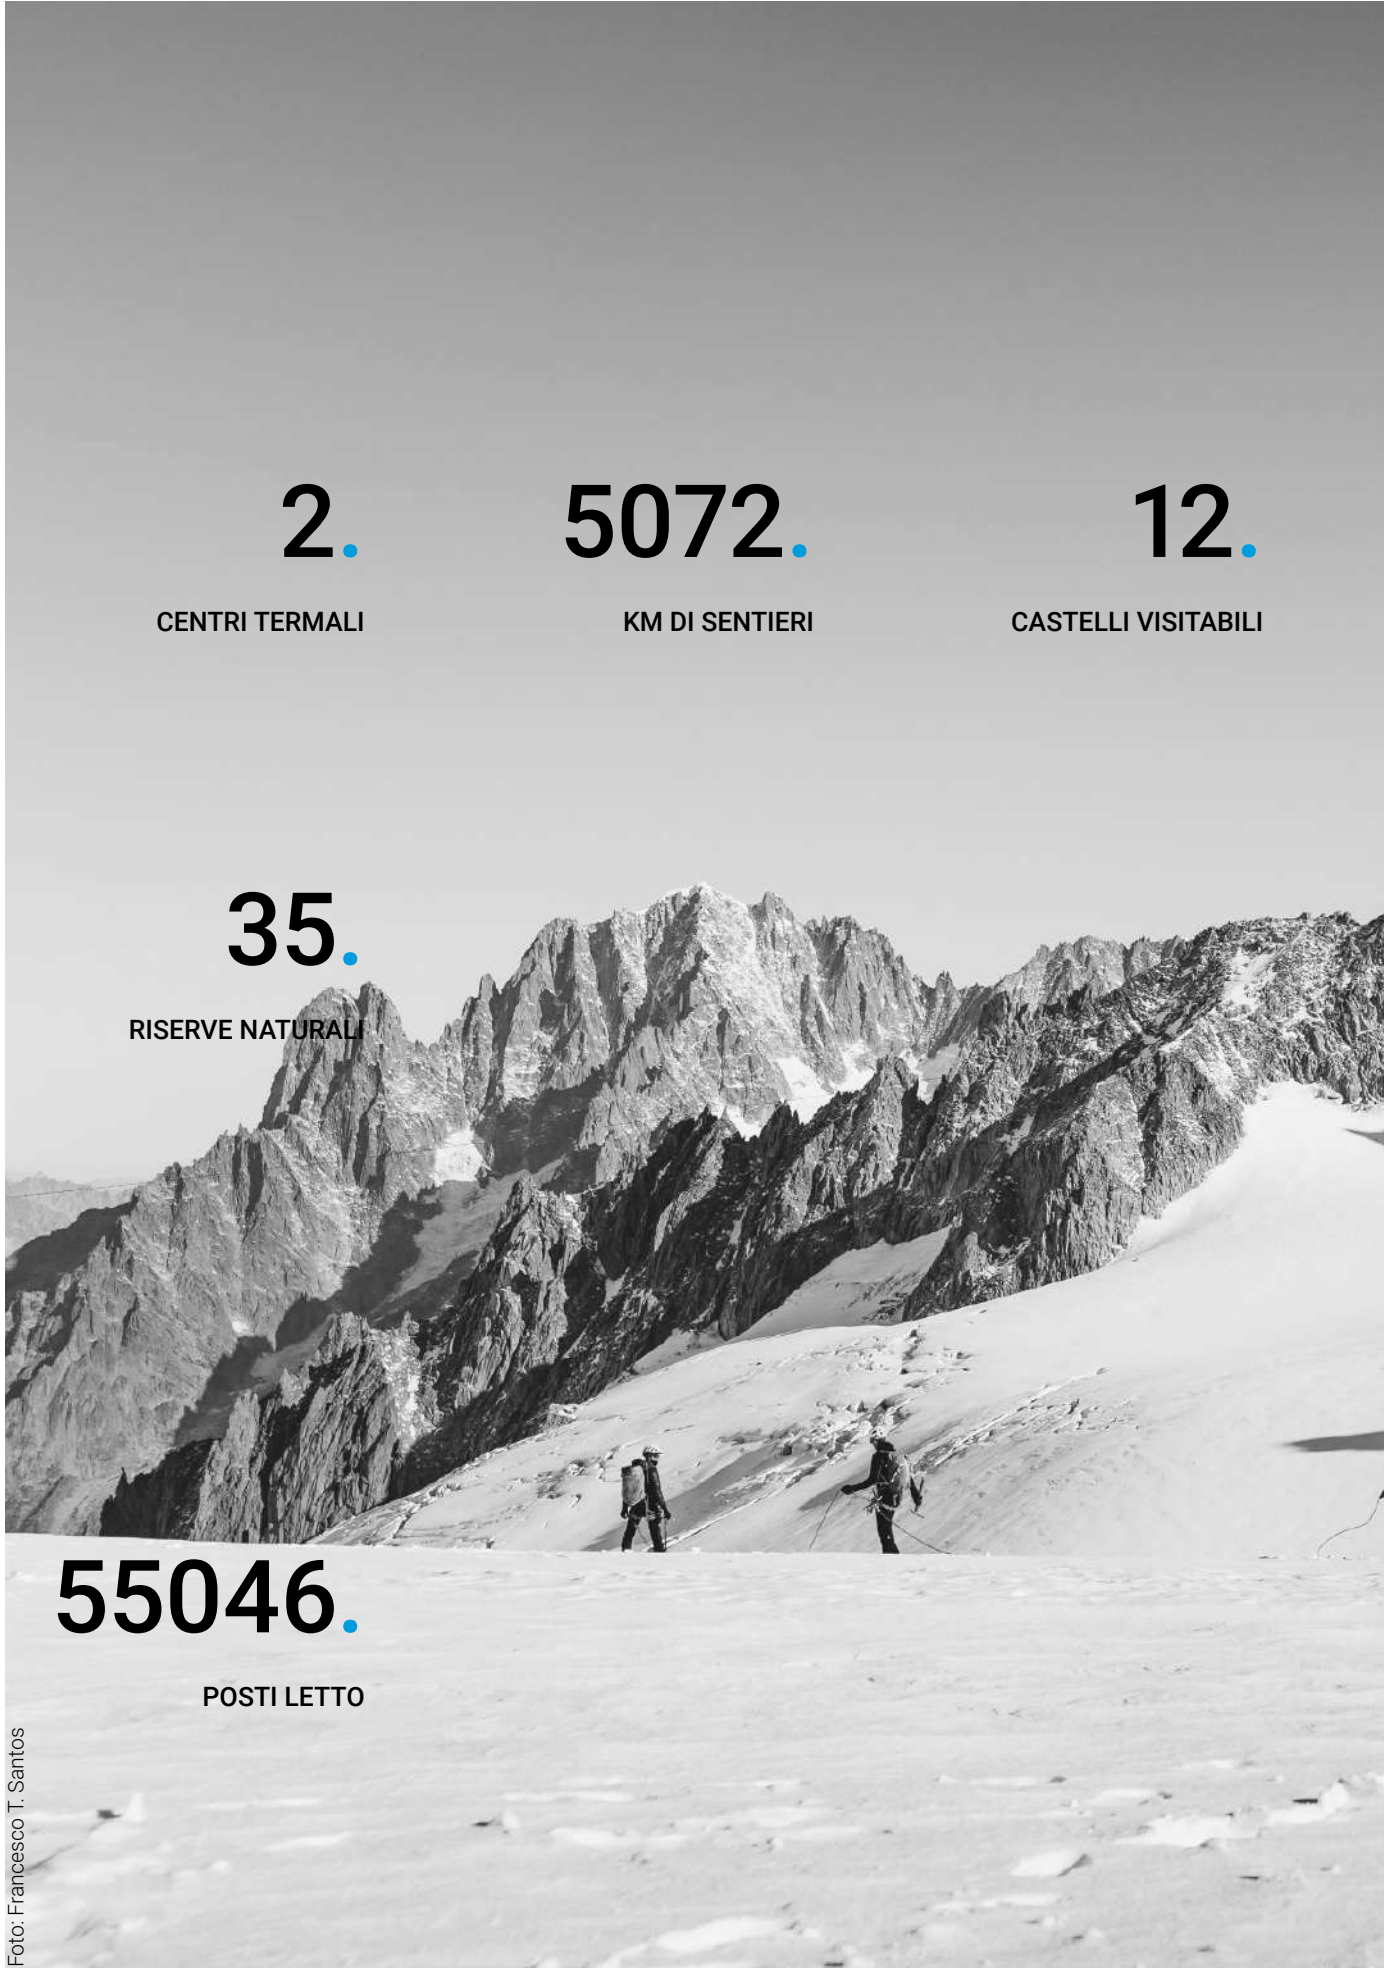 2.
CENTRI TERMALI
5072.
KM DI SENTIERI
12.
CASTELLI VISITABILI
35.
RISERVE NATURALI
55046.
POSTI LETTO
Foto: Francesco T. Santos